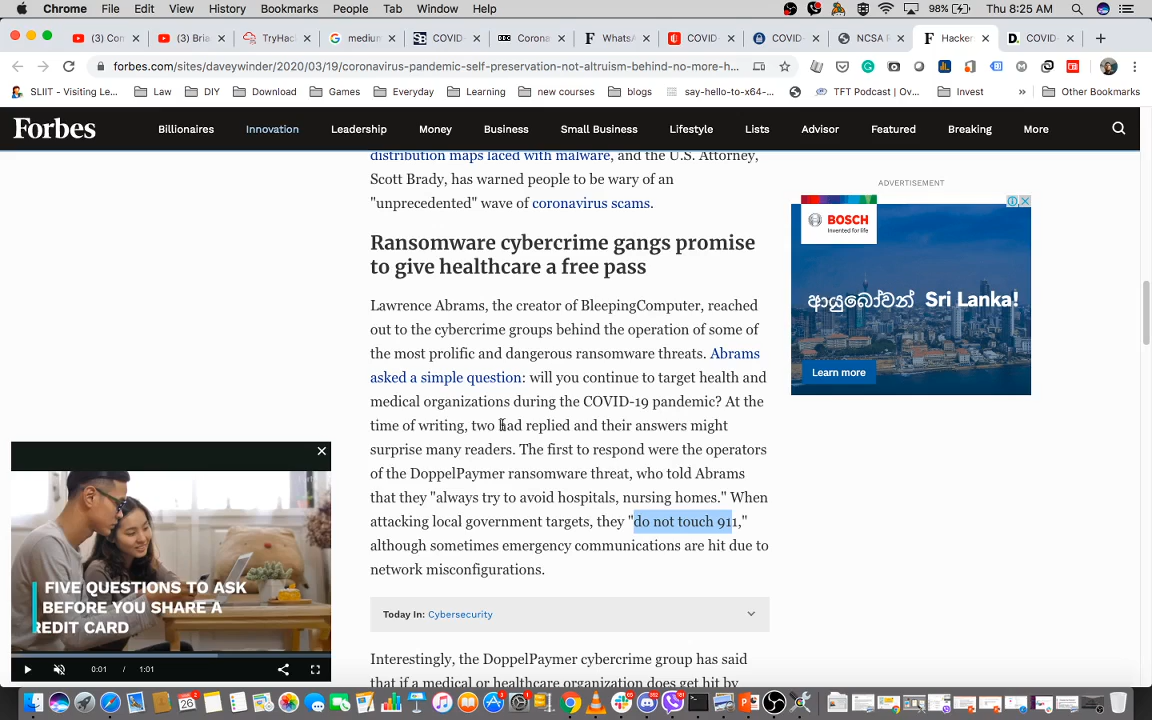 Chrome File Edit View History Bookmarks People Tab Window Help
98% Thu 8:25 AM
(3) Con
(3) Bria
TryHac
medium
COVID-
Corona
WhatsA
COVID-
COVID-
NCSA P
Hacker
COVID-
forbes.com/sites/daveywinder/2020/03/19/coronavirus-pandemic-self-preservation-not-altruism-behind-no-more-h...
SLIIT - Visiting Le...
Law
DIY
Download
Games
Everyday
Learning
new courses
blogs
say-hello-to-x64-...
TFT Podcast | Ov...
Invest
»
Other Bookmarks
Forbes
Billionaires Innovation Leadership Money Business Small Business Lifestyle Lists Advisor Featured Breaking More
distribution maps laced with malware, and the U.S. Attorney,
Scott Brady, has warned people to be wary of an
"unprecedented" wave of coronavirus scams.
Ransomware cybercrime gangs promise
to give healthcare a free pass
Lawrence Abrams, the creator of BleepingComputer, reached
out to the cybercrime groups behind the operation of some of
the most prolific and dangerous ransomware threats. Abrams
asked a simple question: will you continue to target health and
medical organizations during the COVID-19 pandemic? At the
time of writing, two had replied and their answers might
surprise many readers. The first to respond were the operators
of the DoppelPaymer ransomware threat, who told Abrams
that they "always try to avoid hospitals, nursing homes." When
attacking local government targets, they "do not touch 911,"
although sometimes emergency communications are hit due to
network misconfigurations.
Today In: Cybersecurity
Interestingly, the DoppelPaymer cybercrime group has said
that if a medical or healthcare organization does get hit by
ADVERTISEMENT
BOSCH
Invented for life
ආයුබෝවන් Sri Lanka!
Learn more
FIVE QUESTIONS TO ASK
BEFORE YOU SHARE A
REDIT CARD
0:01 / 1:01